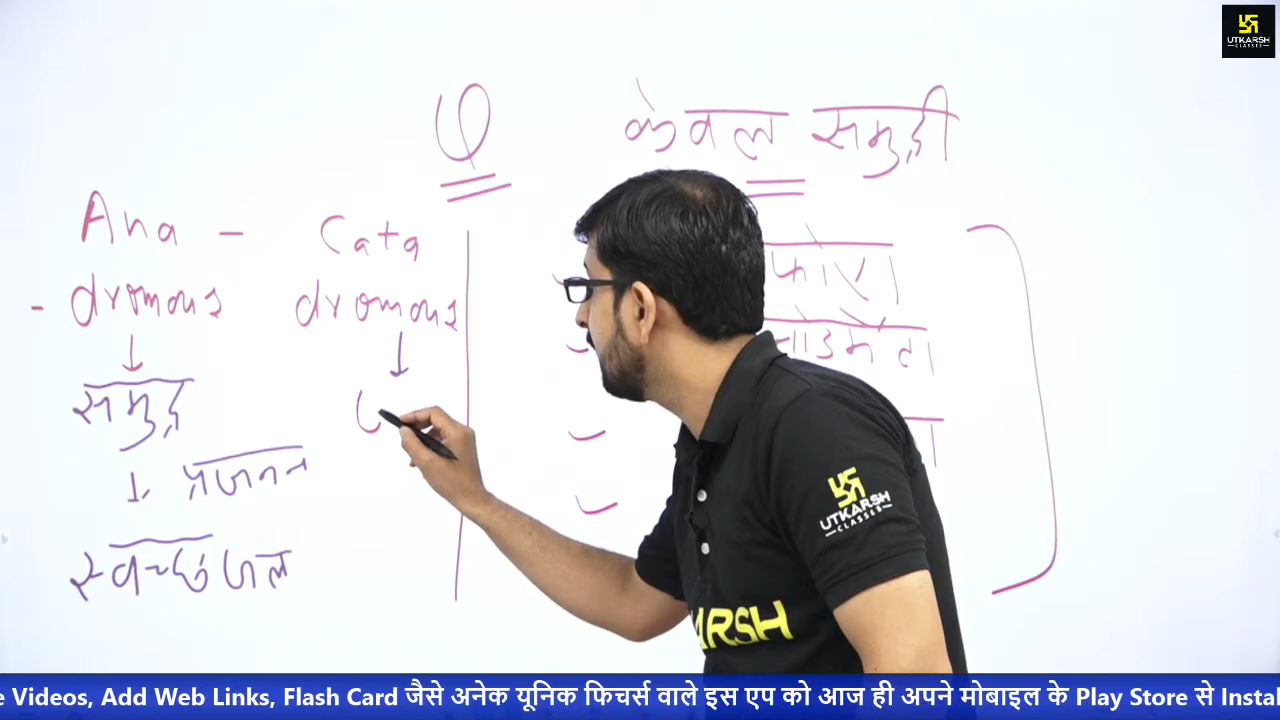 UTKARSH
CLASSES
Q केवल समुद्री
Ana - Cata
- dromous dromous
समुद्र
प्रजनन
स्वच्छ जल
UTKARSH
CLASSES
ARSH
e Videos, Add Web Links, Flash Card जैसे अनेक यूनिक फिचर्स वाले इस एप को आज ही अपने मोबाइल के Play Store से Instal